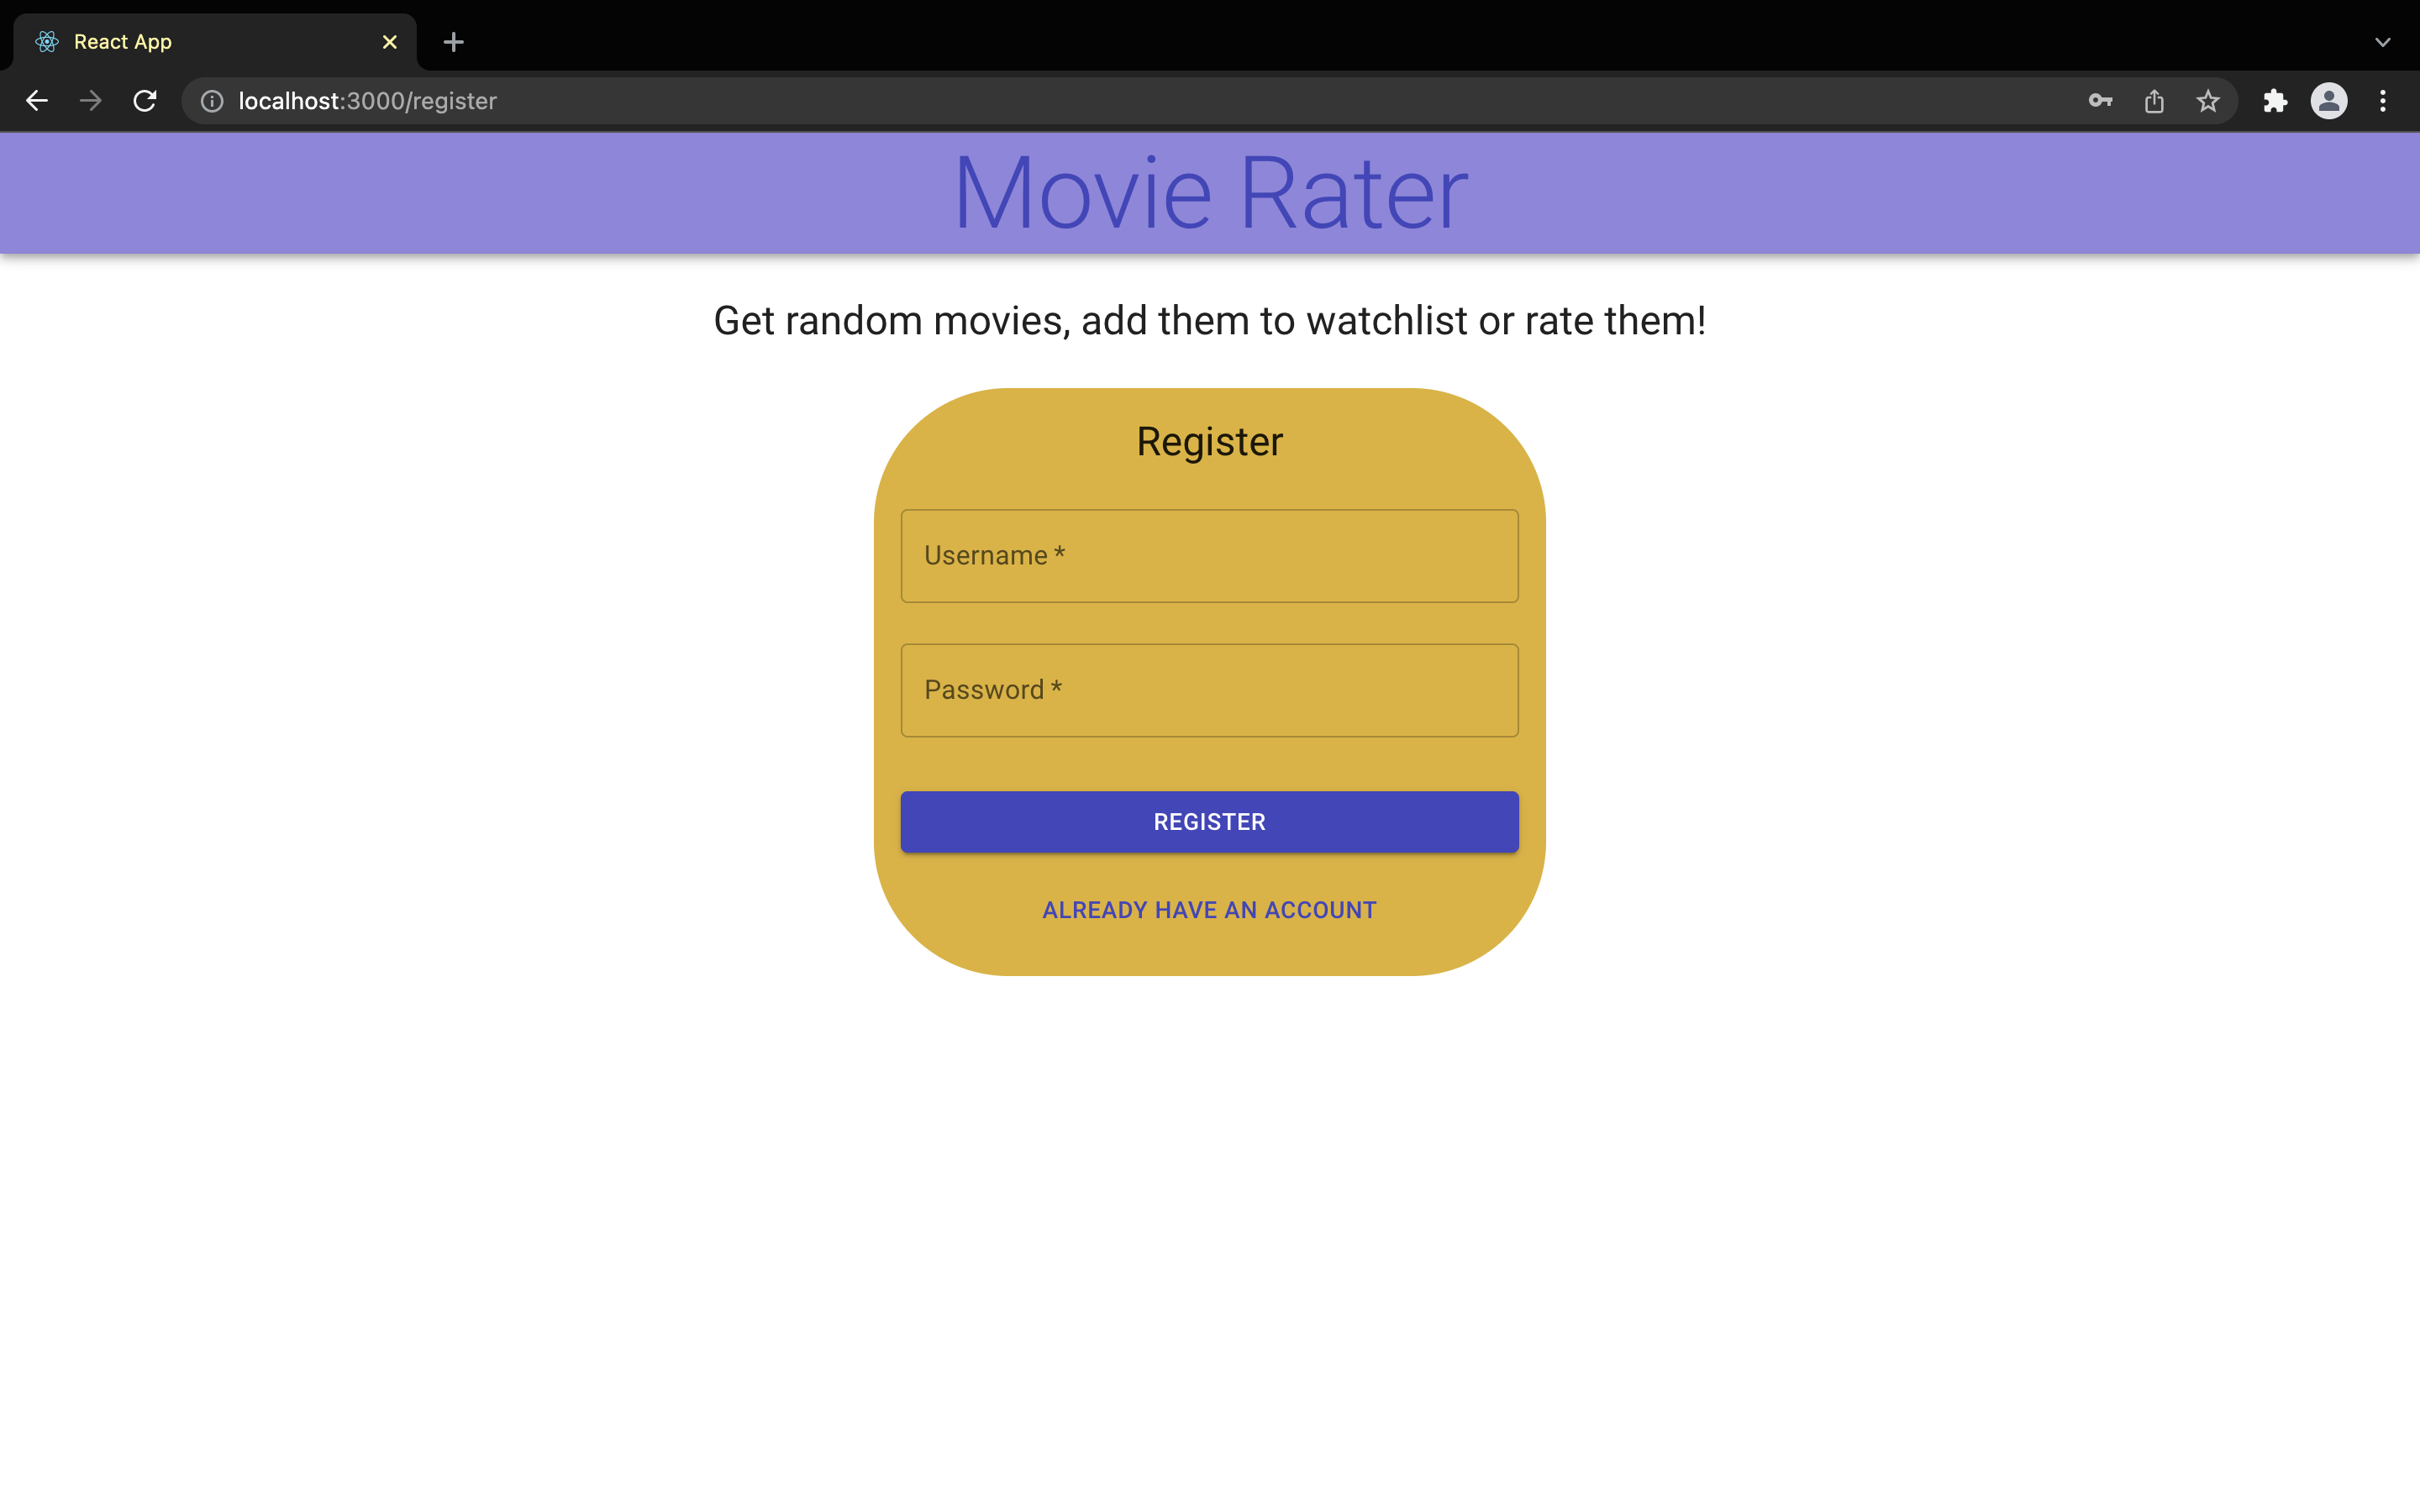 React App
localhost:3000/register
Movie Rater
Get random movies, add them to watchlist or rate them!
Register
Username *
Password *
REGISTER
ALREADY HAVE AN ACCOUNT